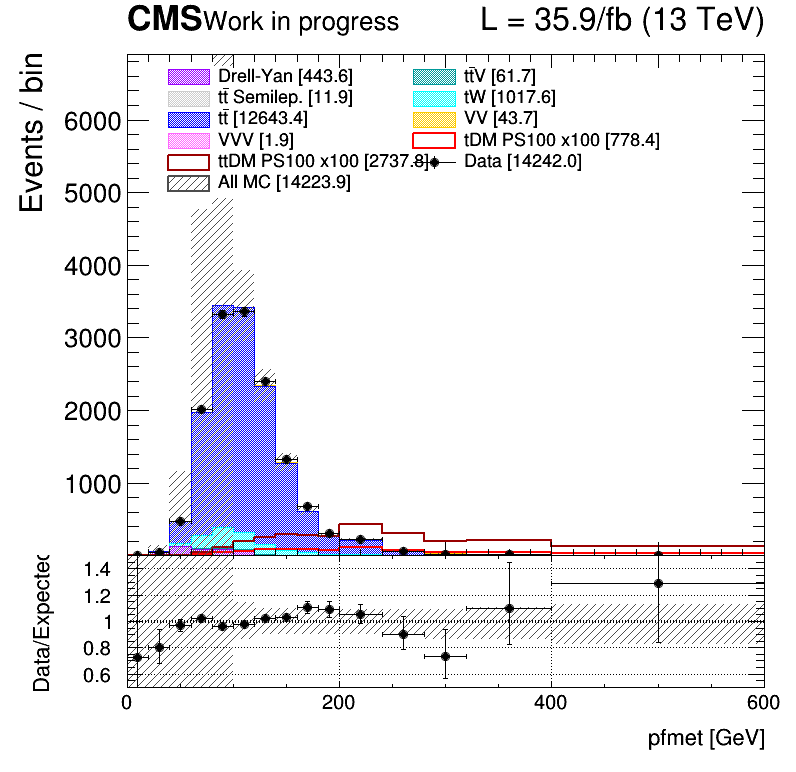 CMS Work in progress L = 35.9/fb (13 TeV)
Events / bin
Drell-Yan [443.6] tt̄V [61.7]
tt̄ Semilep. [11.9] tW [1017.6]
tt̄ [12643.4] VV [43.7]
VVV [1.9] tDM PS100 x100 [778.4]
ttDM PS100 x100 [2737.8] Data [14242.0]
All MC [14223.9]
6000
5000
4000
3000
2000
1000
Data/Expected
1.4
1.2
1
0.8
0.6
0 200 400 600
pfmet [GeV]